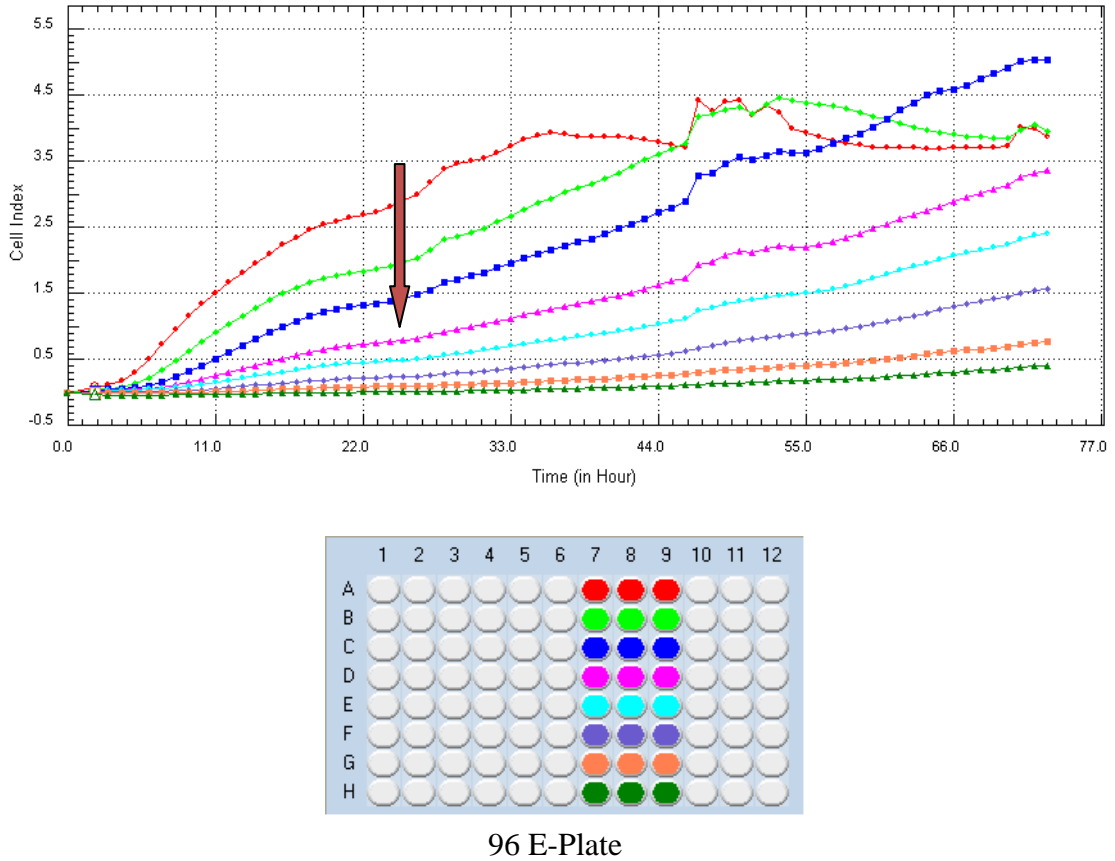 5.5
4.5
3.5
2.5
1.5
0.5
-0.5
Cell Index
0.0 11.0 22.0 33.0 44.0 55.0 66.0 77.0
Time (in Hour)
1 2 3 4 5 6 7 8 9 10 11 12
A
B
C
D
E
F
G
H
96 E-Plate